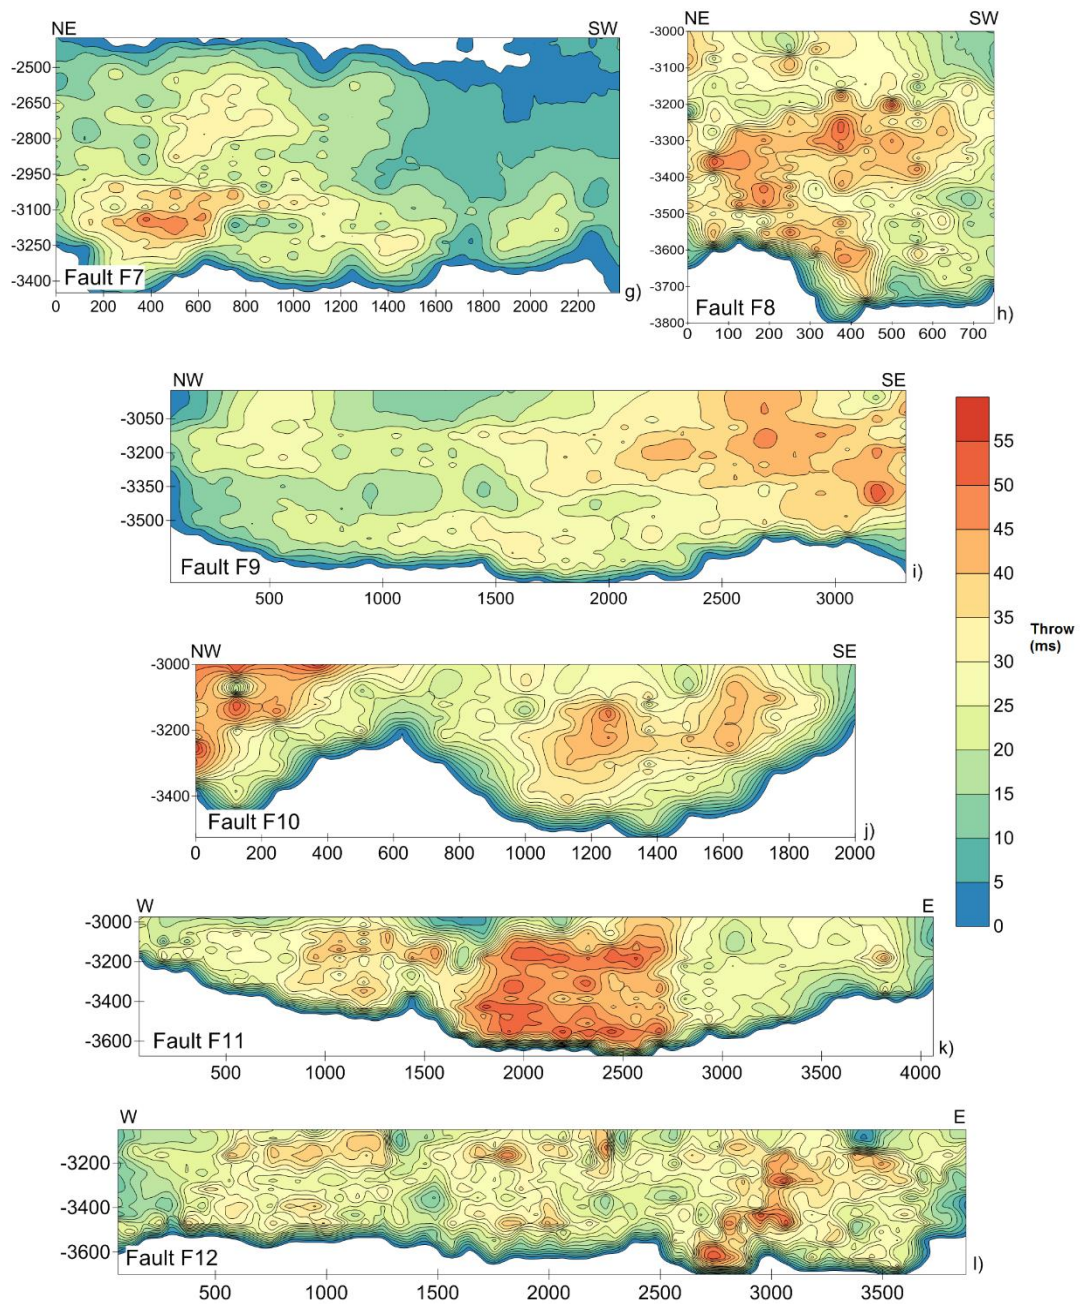 NE SW
-2500
-2650
-2800
-2950
-3100
-3250
-3400
Fault F7
g)
0 200 400 600 800 1000 1200 1400 1600 1800 2000 2200
NE SW
-3000
-3100
-3200
-3300
-3400
-3500
-3600
-3700
-3800
Fault F8
h)
0 100 200 300 400 500 600 700
NW SE
-3050
-3200
-3350
-3500
Fault F9
i)
500 1000 1500 2000 2500 3000
55
50
45
40
35
30
25
20
15
10
5
0
Throw
(ms)
NW SE
-3000
-3200
-3400
Fault F10
j)
0 200 400 600 800 1000 1200 1400 1600 1800 2000
W E
-3000
-3200
-3400
-3600
Fault F11
k)
500 1000 1500 2000 2500 3000 3500 4000
W E
-3200
-3400
-3600
Fault F12
l)
500 1000 1500 2000 2500 3000 3500